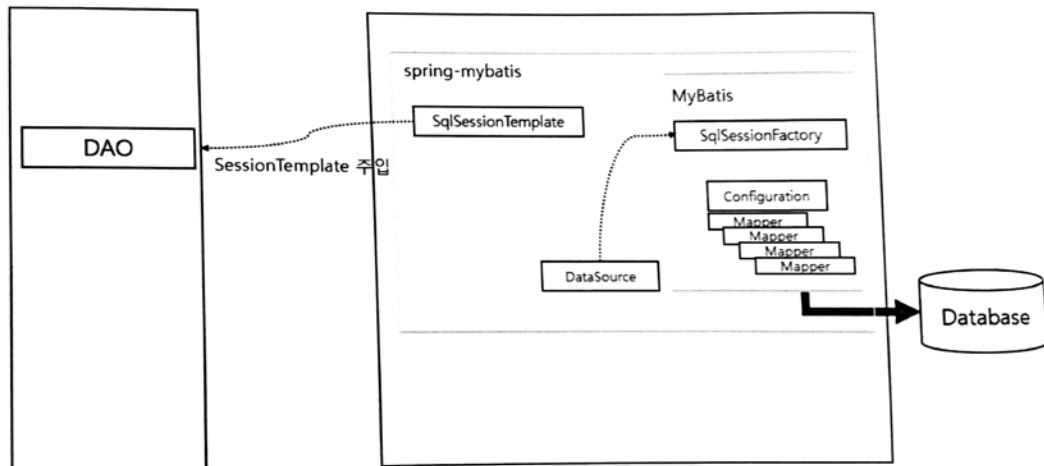 spring-mybatis
MyBatis
SqlSessionTemplate
SqlSessionFactory
DAO
SessionTemplate 주입
Configuration
Mapper
Mapper
Mapper
Mapper
DataSource
Database